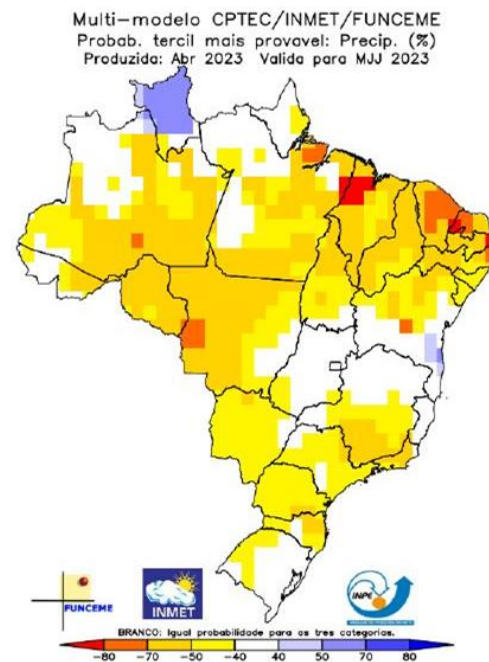 Multi-modelo CPTEC/INMET/FUNCEME
Probab. tercil mais provavel: Precip. (%)
Produzida: Abr 2023 Valida para MJJ 2023
FUNCEME
INMET
INPE
BRANCO: Igual probabilidade para as tres categorias.
-80 -70 -50 -40 40 50 70 80